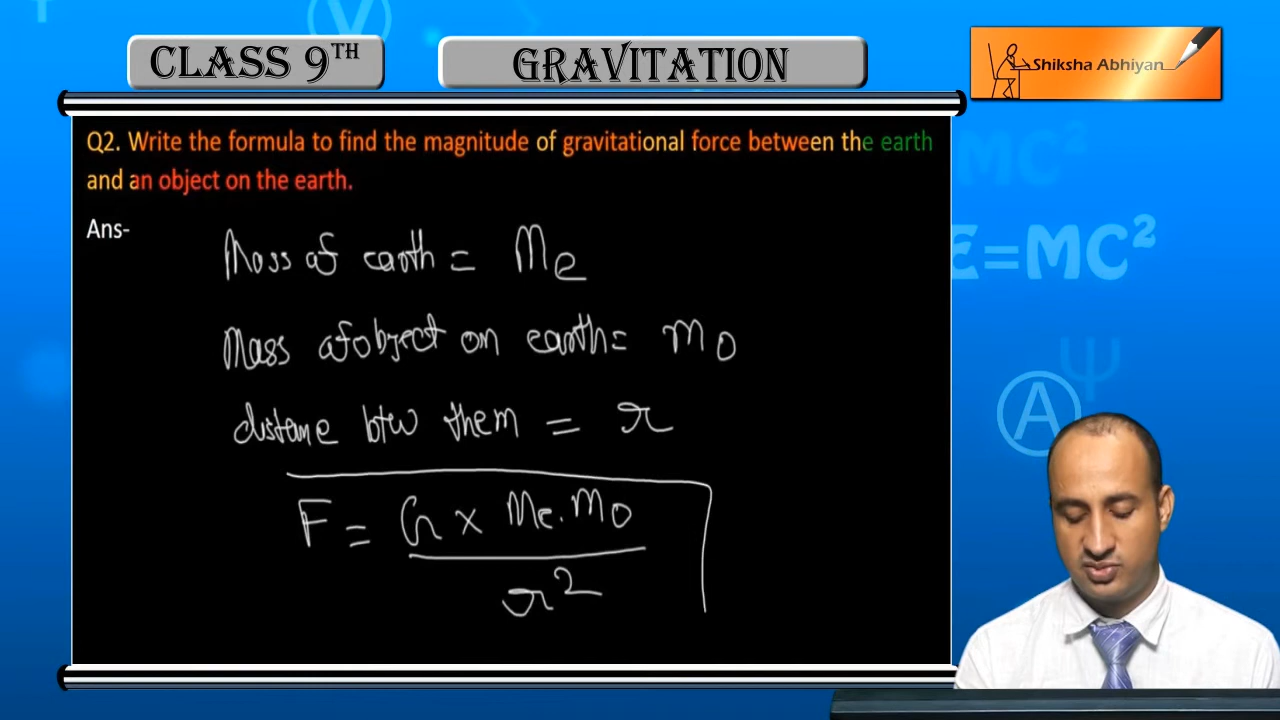 CLASS 9TH
GRAVITATION
Shiksha Abhiyan
Q2. Write the formula to find the magnitude of gravitational force between the earth
and an object on the earth.
Ans-
Mass of earth = Me
Mass of object on earth = mo
distane btw them = r
F = G × Me.mo
r²
MC²
E=MC²
Ψ
A
V